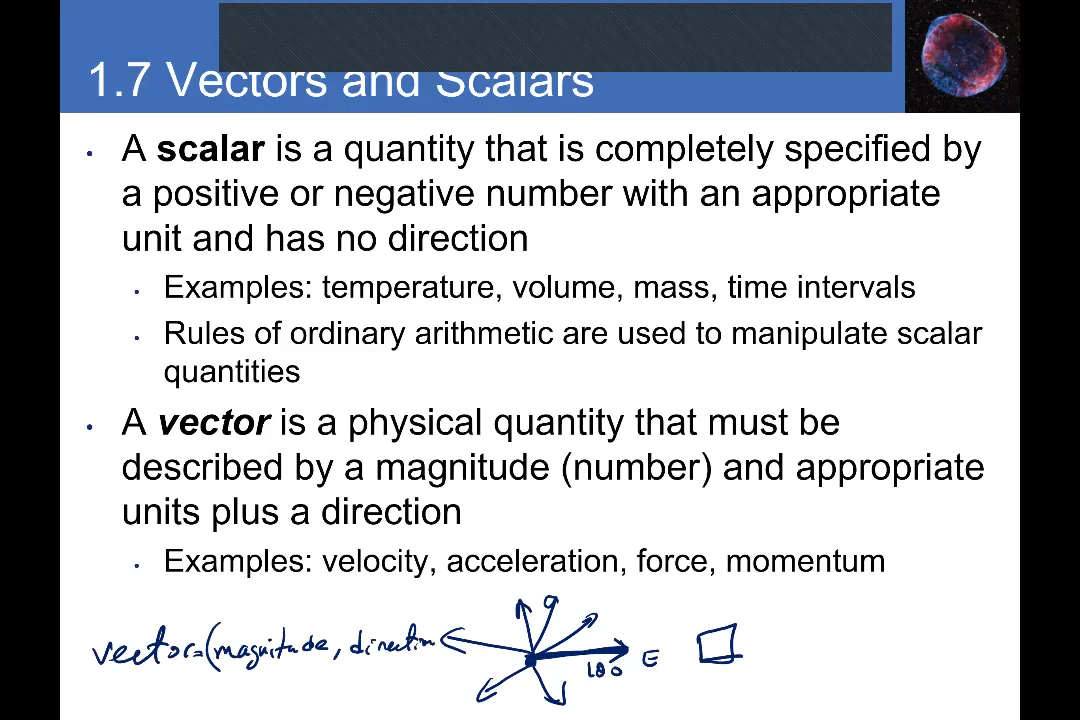 1.7 Vectors and Scalars
• A scalar is a quantity that is completely specified by
a positive or negative number with an appropriate
unit and has no direction
• Examples: temperature, volume, mass, time intervals
• Rules of ordinary arithmetic are used to manipulate scalar
quantities
• A vector is a physical quantity that must be
described by a magnitude (number) and appropriate
units plus a direction
• Examples: velocity, acceleration, force, momentum
vector=(magnitude, direction
E